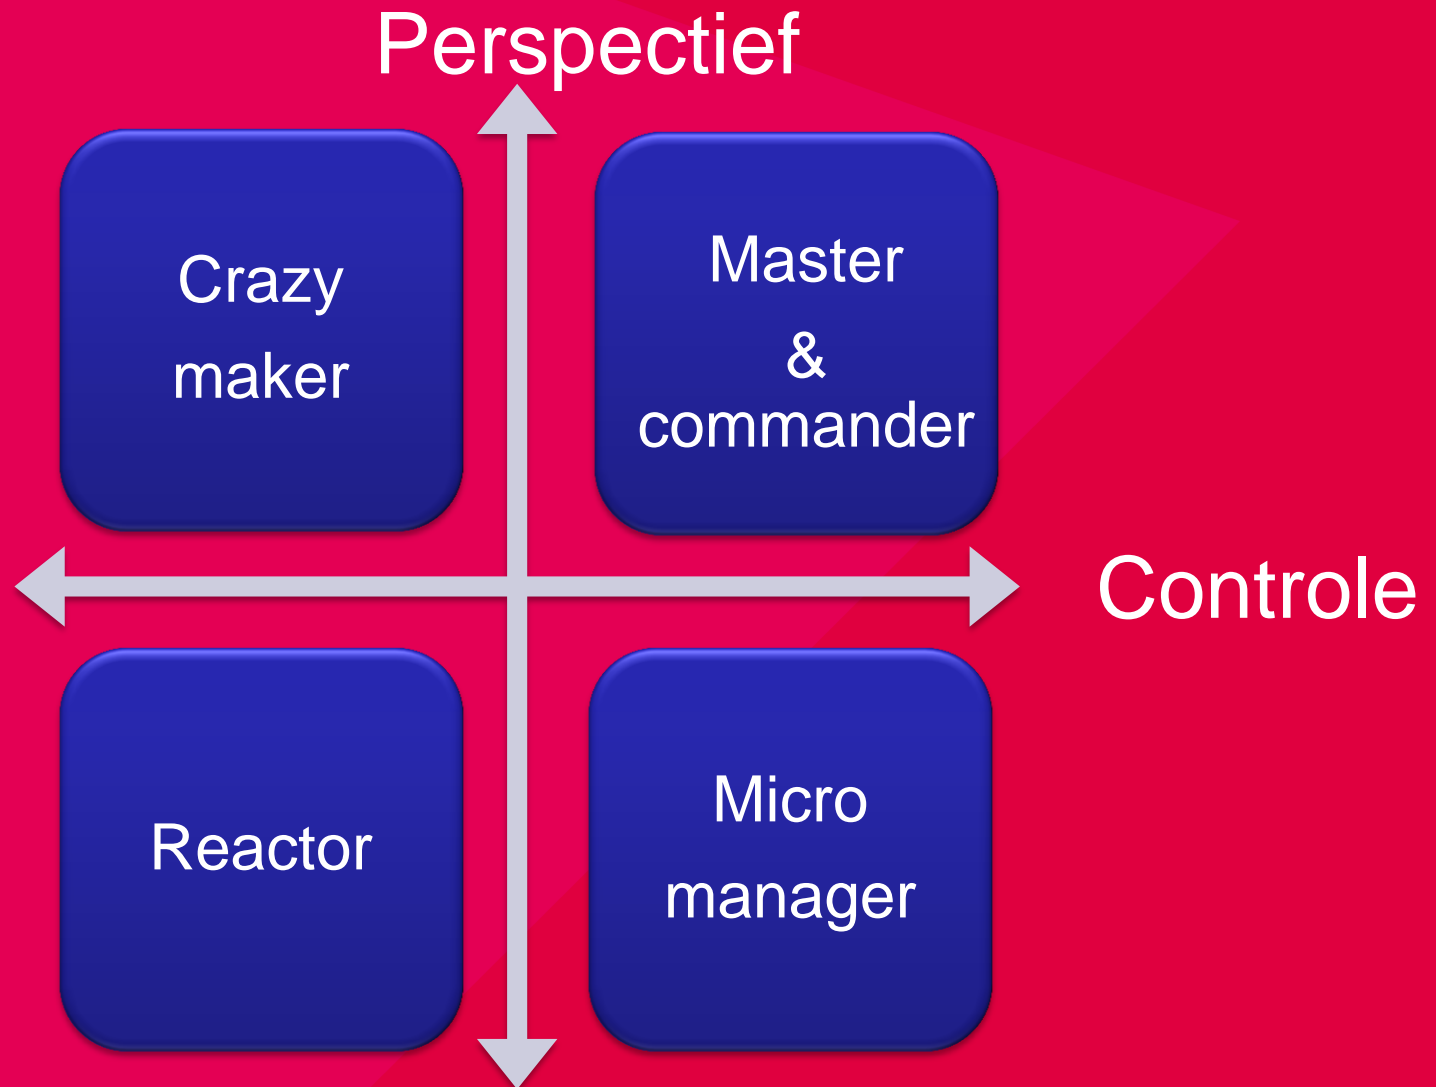 Perspectief
Crazy
maker
Master
&
commander
Controle
Reactor
Micro
manager